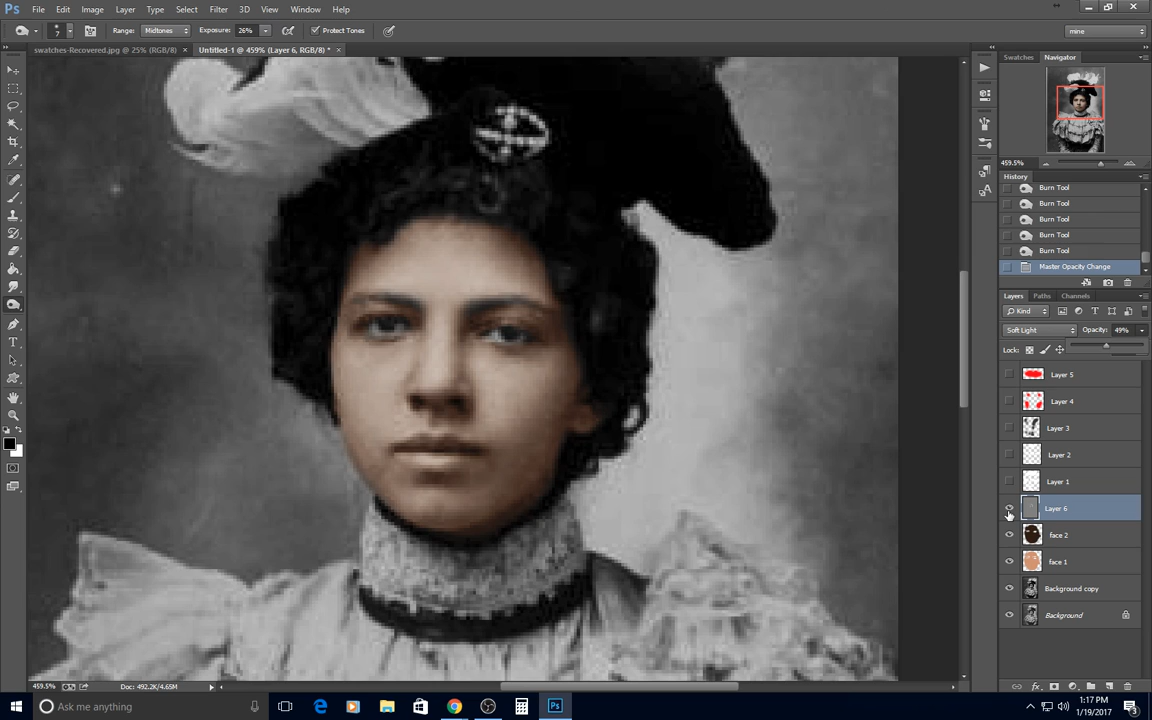 Ps File Edit Image Layer Type Select Filter 3D View Window Help
7 Range: Midtones Exposure: 26% Protect Tones mine
swatches-Recovered.jpg @ 25% (RGB/8) × Untitled-1 @ 459% (Layer 6, RGB/8) * ×
Swatches Navigator
459.5%
History
Burn Tool
Burn Tool
Burn Tool
Burn Tool
Burn Tool
Master Opacity Change
Layers Paths Channels
Kind
Soft Light Opacity: 49%
Lock:
Layer 5
Layer 4
Layer 3
Layer 2
Layer 1
Layer 6
face 2
face 1
Background copy
Background
459.5% Doc: 492.2K/4.65M
Ask me anything
1:17 PM
1/19/2017
3